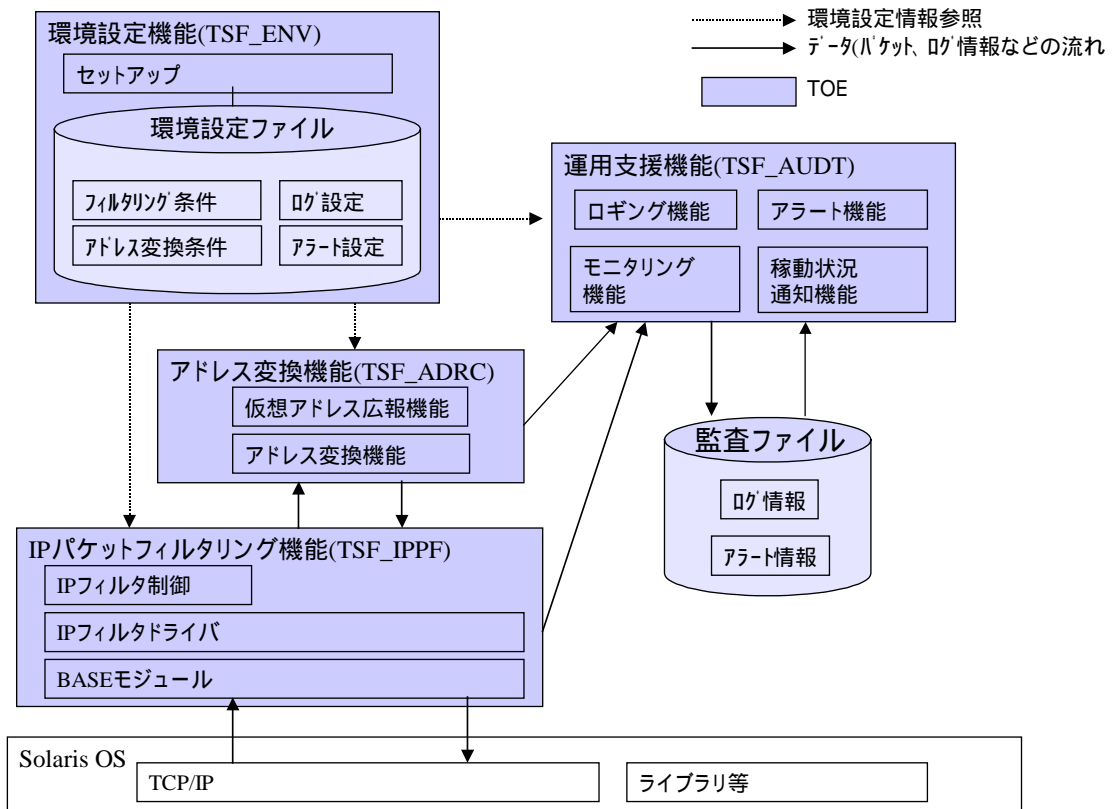 環境設定機能(TSF_ENV)
セットアップ
環境設定ファイル
ﾌｨﾙﾀﾘﾝｸﾞ条件
ﾛｸﾞ設定
ｱﾄﾞﾚｽ変換条件
ｱﾗｰﾄ設定
環境設定情報参照
ﾃﾞｰﾀ(ﾊﾟｹｯﾄ、ﾛｸﾞ情報などの流れ
TOE
運用支援機能(TSF_AUDT)
ロギング機能
アラート機能
モニタリング
機能
稼動状況
通知機能
アドレス変換機能(TSF_ADRC)
仮想アドレス広報機能
アドレス変換機能
監査ファイル
ﾛｸﾞ情報
ｱﾗｰﾄ情報
IPパケットフィルタリング機能(TSF_IPPF)
IPフィルタ制御
IPフィルタドライバ
BASEモジュール
Solaris OS
TCP/IP
ライブラリ等